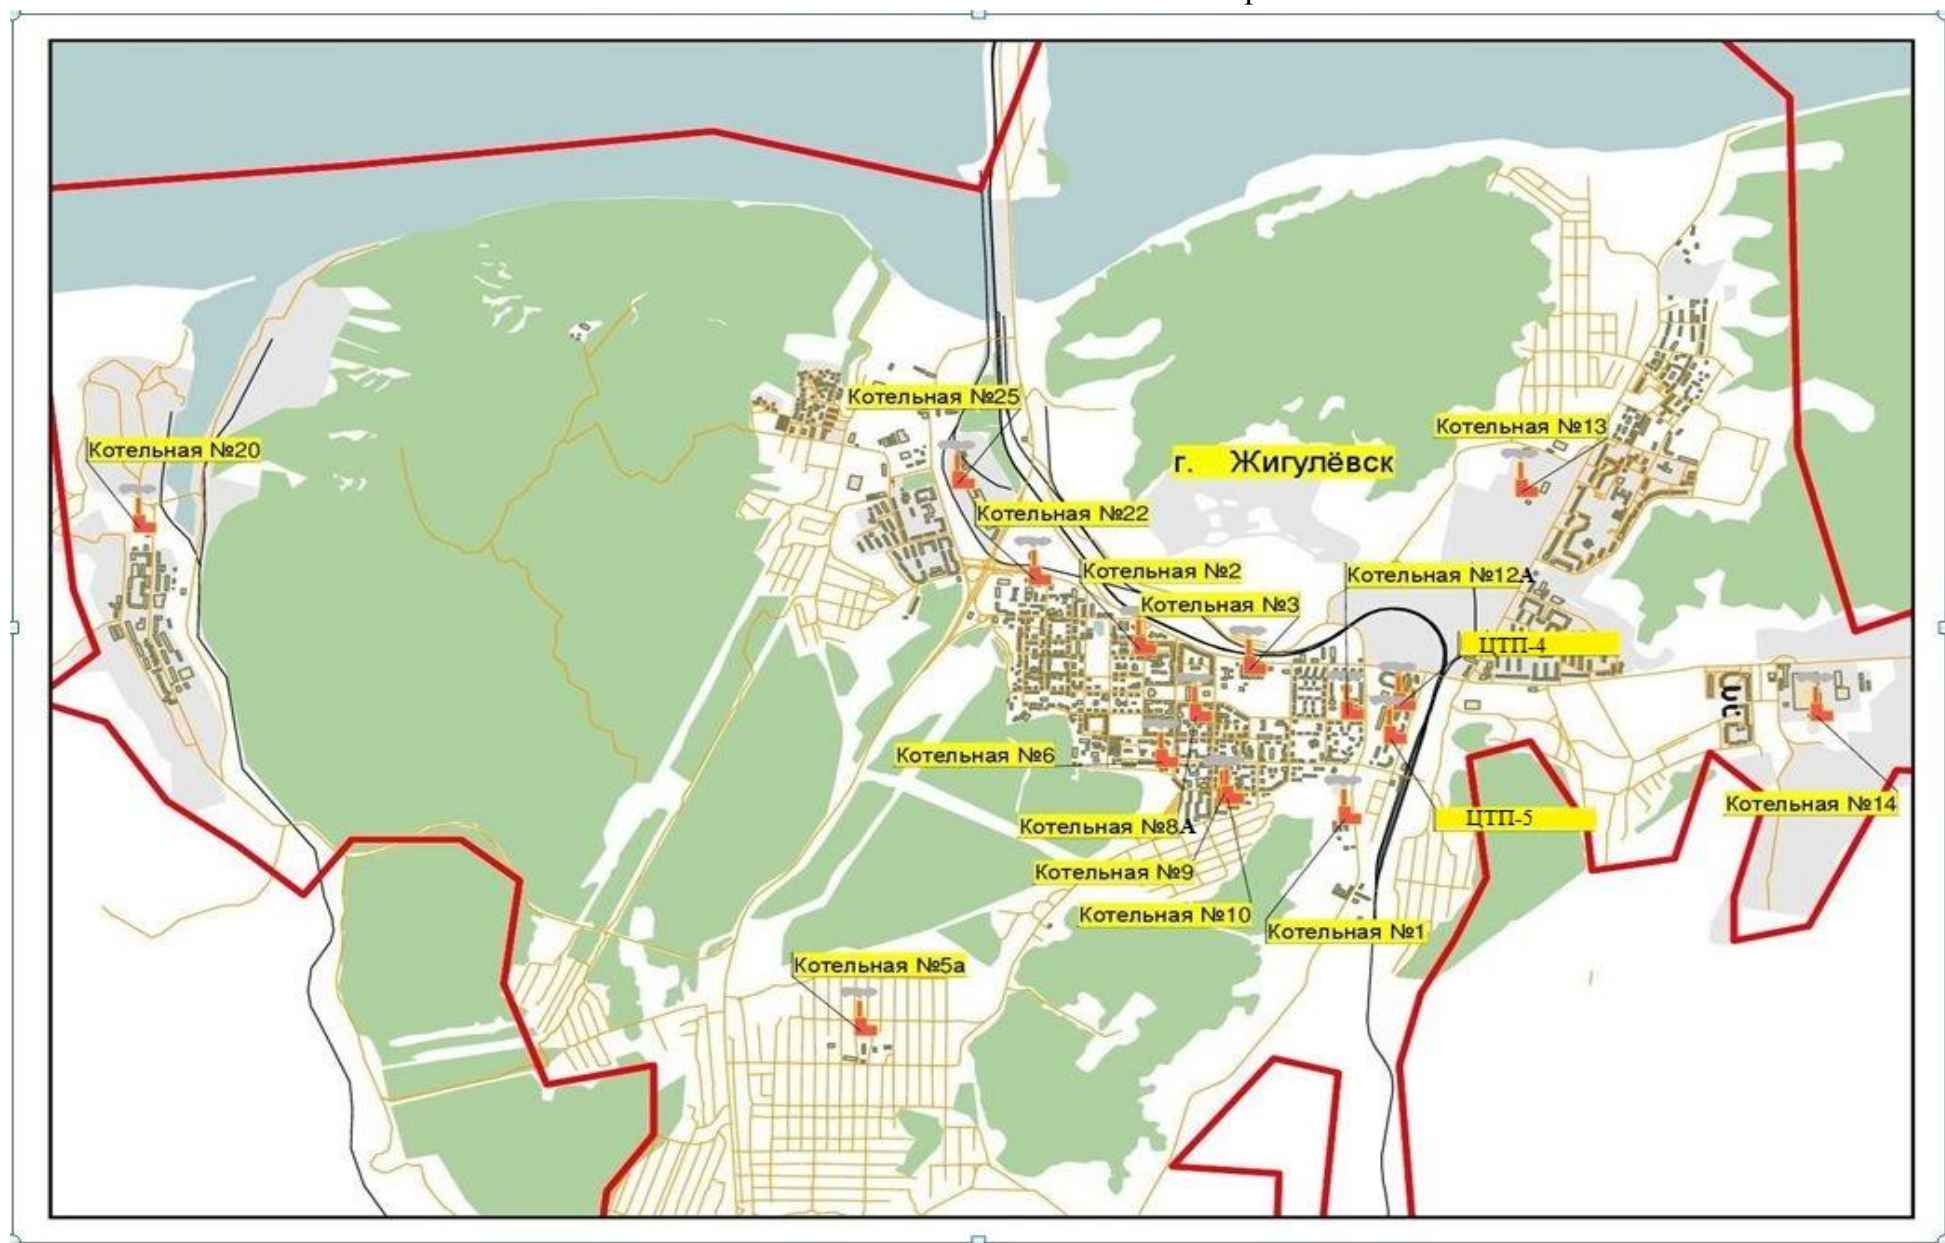 р
Котельная №25
Котельная №13
Котельная №20
г. Жигулёвск
Котельная №22
Котельная №2
Котельная №12А
Котельная №3
ЦТП-4
Котельная №6
Котельная №14
ЦТП-5
Котельная №8А
Котельная №9
Котельная №10
Котельная №1
Котельная №5а